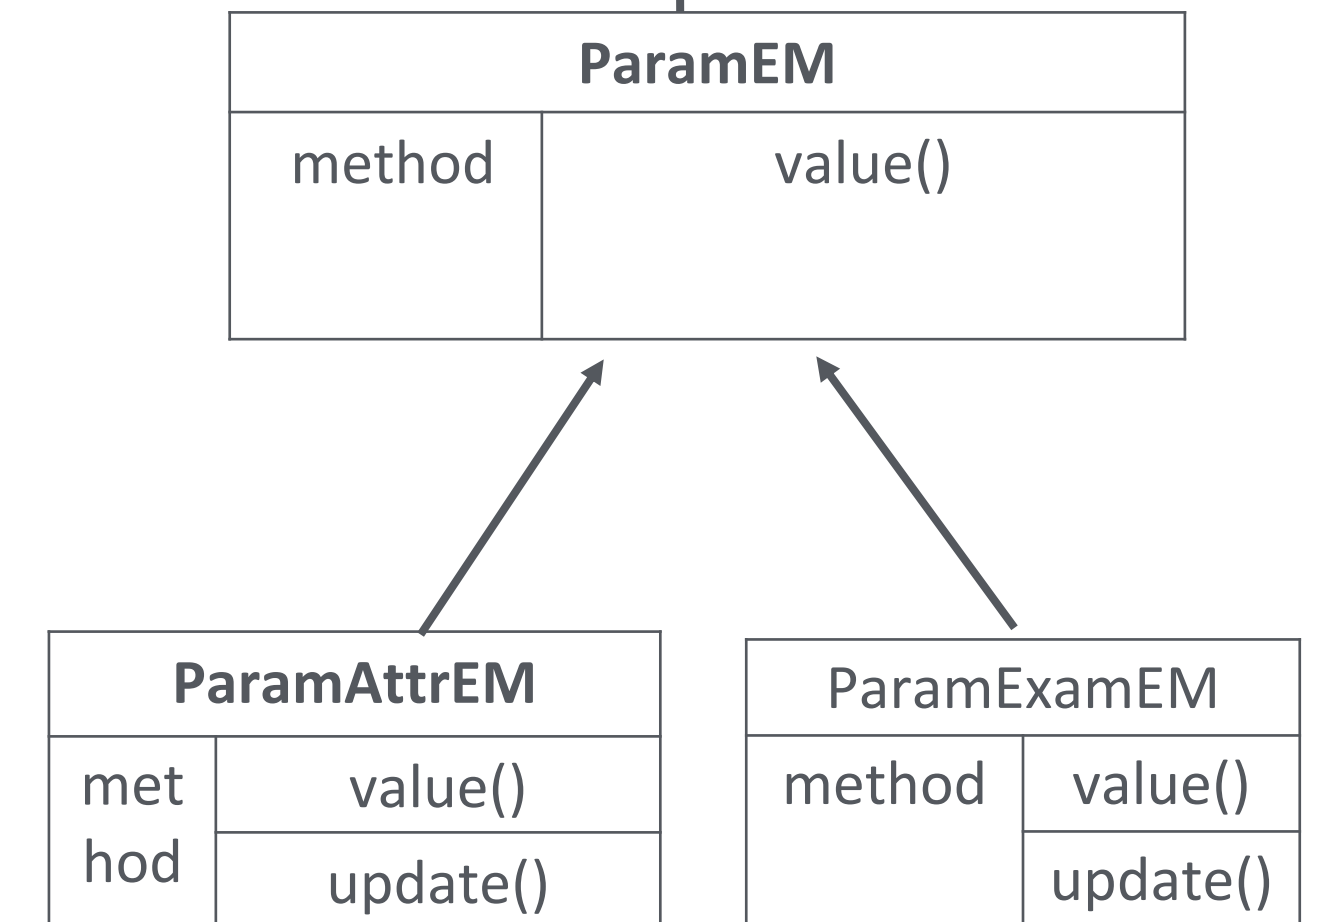 ParamEM
method value()
ParamAttrEM
met
hod
value()
update()
ParamExamEM
method value()
update()